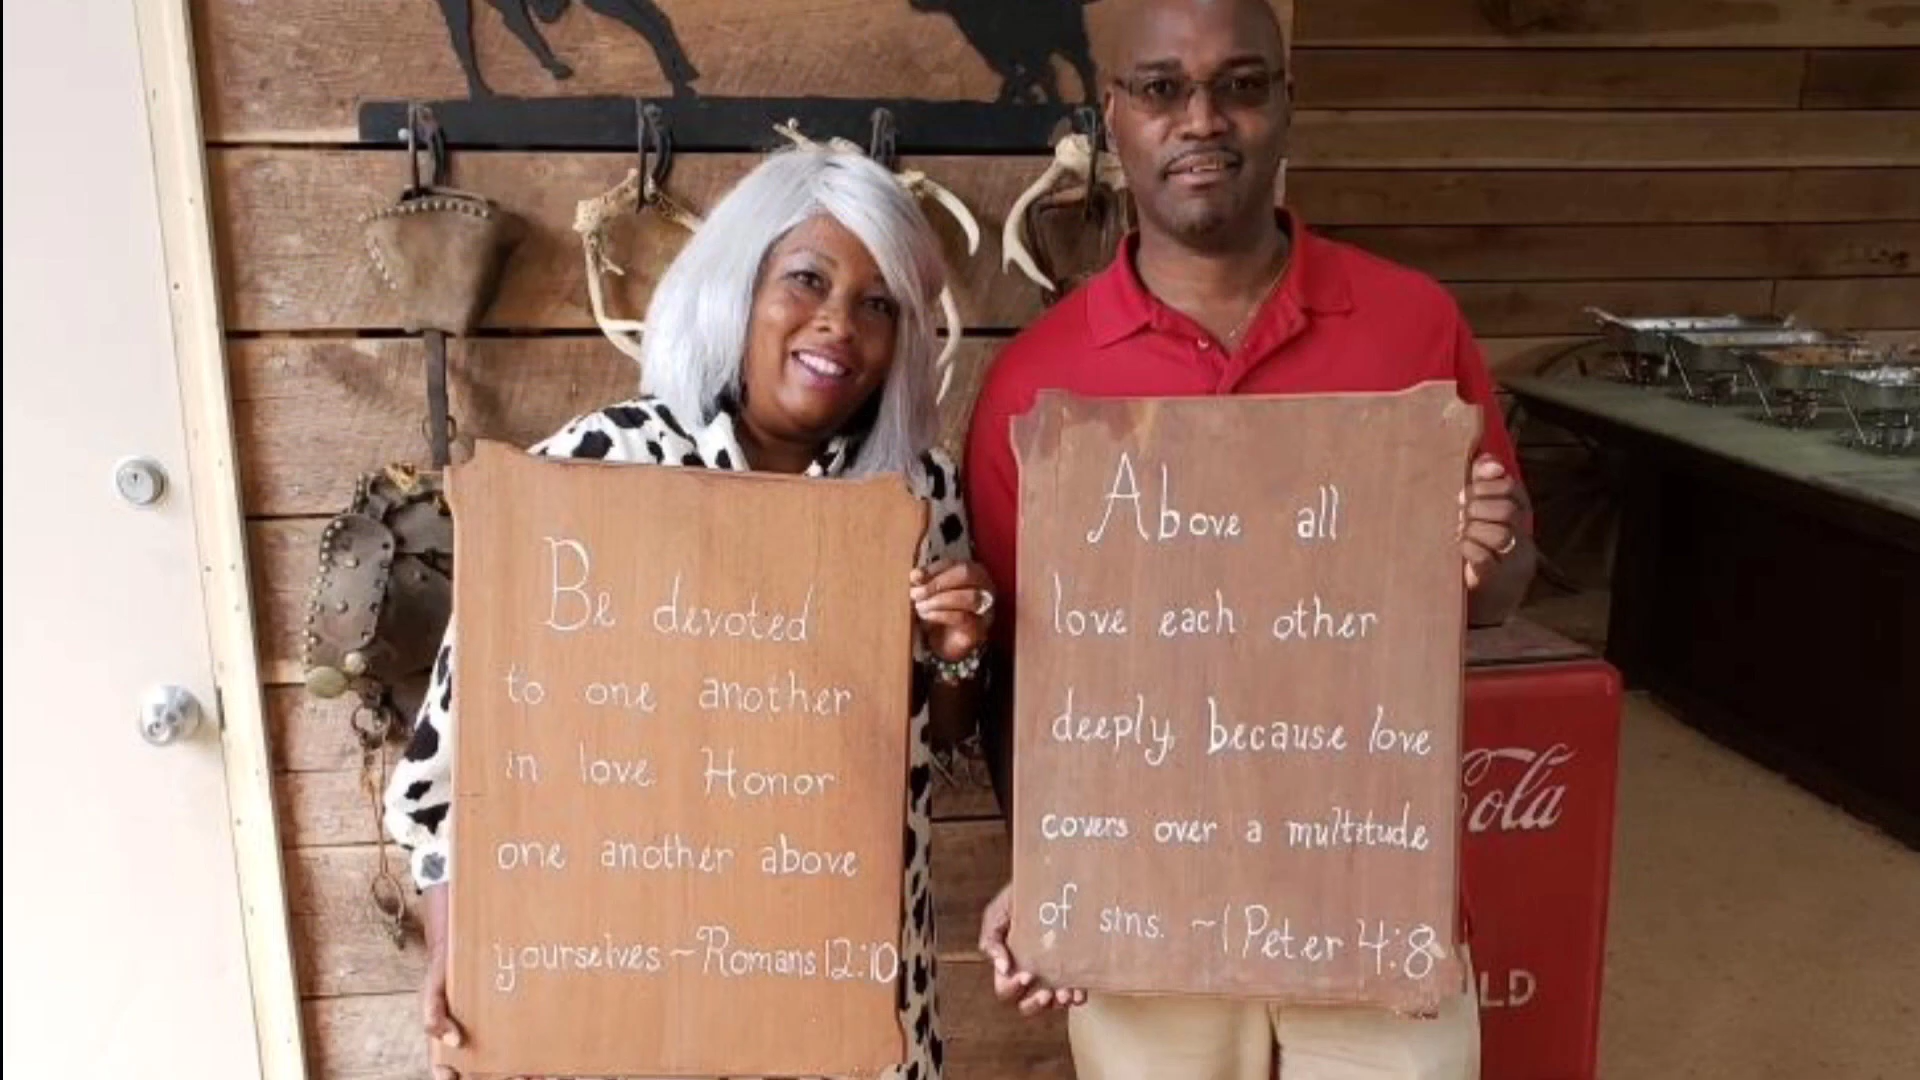 Be devoted
to one another
in love Honor
one another above
yourselves ~ Romans 12:10
Above all
love each other
deeply, because love
covers over a multitude
of sins. ~ 1 Peter 4:8
Cola
LD